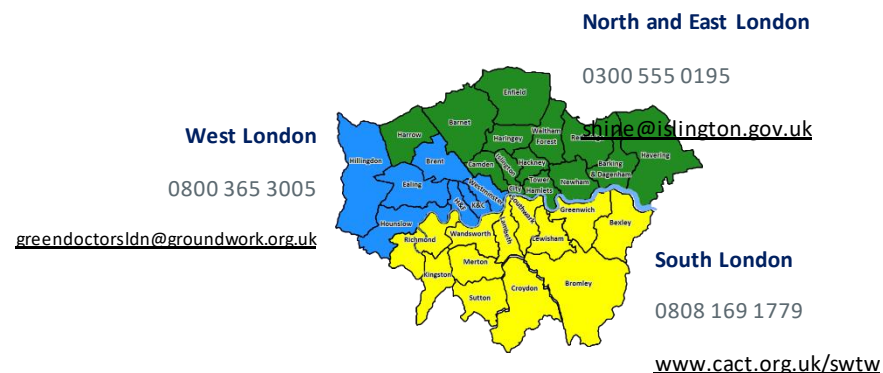 North and East London
0300 555 0195
shine@islington.gov.uk
West London
0800 365 3005
greendoctorsldn@groundwork.org.uk
South London
0808 169 1779
www.cact.org.uk/swtw
Enfield
Barnet
Harrow
Haringey
Waltham
Forest
Havering
Hillingdon
Brent
Camden
Islington
Hackney
Barking
& Dagenham
Ealing
Westminster
City
Tower
Hamlets
Newham
H&F
K&C
Hounslow
Southwark
Greenwich
Bexley
Richmond
Wandsworth
Lambeth
Lewisham
Merton
Kingston
Sutton
Croydon
Bromley